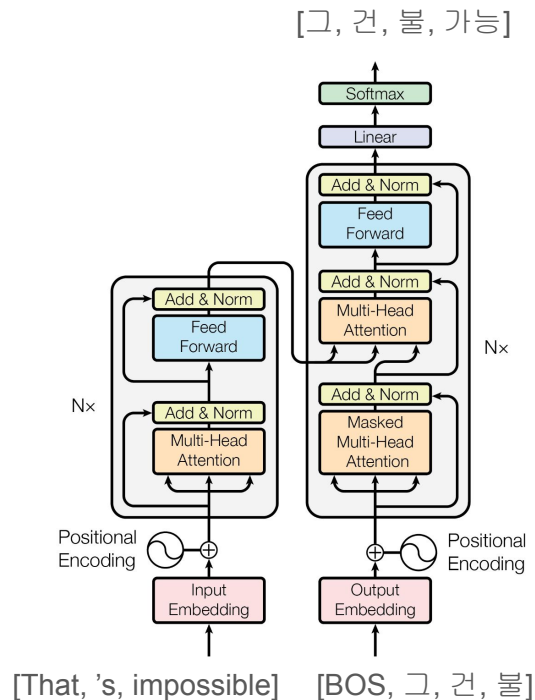 [그, 건, 불, 가능]
Softmax
Linear
Add & Norm
Feed
Forward
Add & Norm
Multi-Head
Attention
Add & Norm
Masked
Multi-Head
Attention
N×
Add & Norm
Feed
Forward
Add & Norm
Multi-Head
Attention
N×
Positional
Encoding
Positional
Encoding
Input
Embedding
Output
Embedding
[That, 's, impossible]
[BOS, 그, 건, 불]